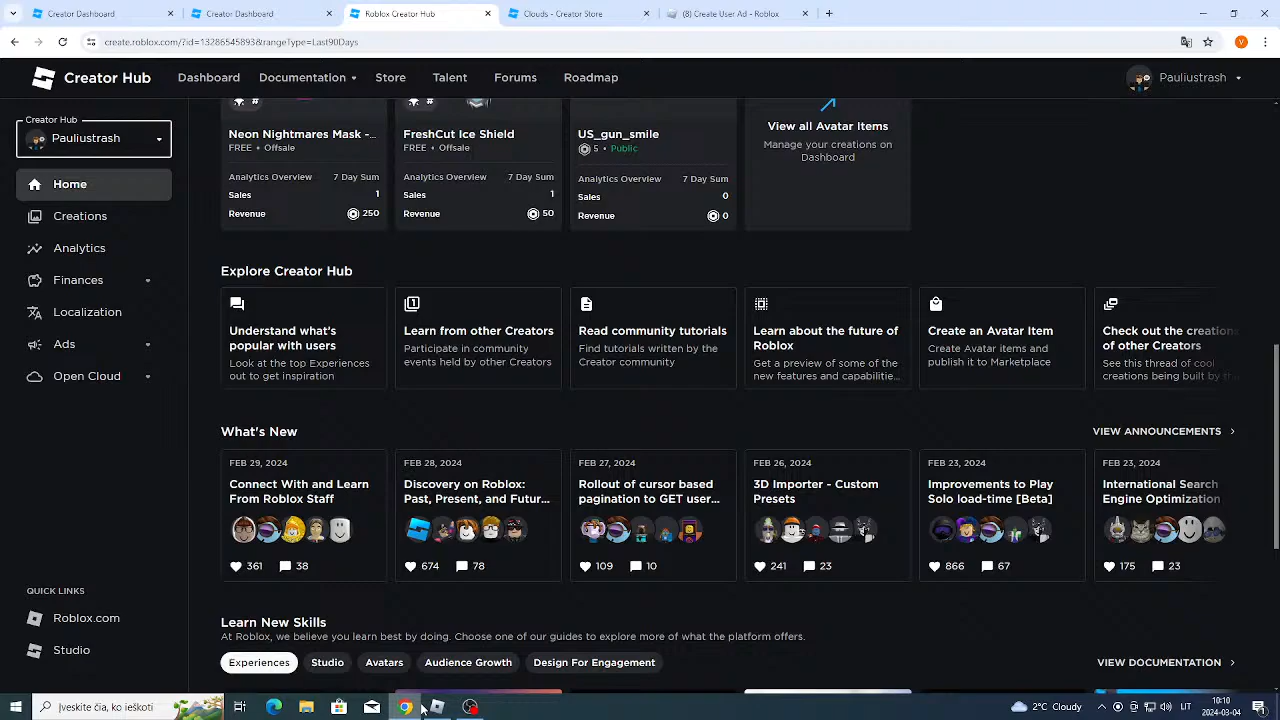 Creator Dashboard
Creator Dashboard
Roblox Creator Hub
Clouds - Creator Store
(8) Create User Ad - Roblox
create.roblox.com/?id=13286545893&rangeType=Last90Days
V
Creator Hub
Dashboard
Documentation
Store
Talent
Forums
Roadmap
Pauliustrash
Creator Hub
Pauliustrash
Home
Creations
Analytics
Finances
Localization
Ads
Open Cloud
QUICK LINKS
Roblox.com
Studio
Neon Nightmares Mask -...
FREE • Offsale
Analytics Overview 7 Day Sum
Sales 1
Revenue 250
FreshCut Ice Shield
FREE • Offsale
Analytics Overview 7 Day Sum
Sales 1
Revenue 50
US_gun_smile
5 • Public
Analytics Overview 7 Day Sum
Sales 0
Revenue 0
View all Avatar Items
Manage your creations on
Dashboard
Explore Creator Hub
Understand what's
popular with users
Look at the top Experiences
out to get inspiration
Learn from other Creators
Participate in community
events held by other Creators
Read community tutorials
Find tutorials written by the
Creator community
Learn about the future of
Roblox
Get a preview of some of the
new features and capabilitie...
Create an Avatar Item
Create Avatar items and
publish it to Marketplace
Check out the creations
of other Creators
See this thread of cool
creations being built by th
What's New
VIEW ANNOUNCEMENTS
FEB 29, 2024
Connect With and Learn
From Roblox Staff
361 38
FEB 28, 2024
Discovery on Roblox:
Past, Present, and Futur...
674 78
FEB 27, 2024
Rollout of cursor based
pagination to GET user...
109 10
FEB 26, 2024
3D Importer - Custom
Presets
241 23
FEB 23, 2024
Improvements to Play
Solo load-time [Beta]
866 67
FEB 23, 2024
International Search
Engine Optimization
175 23
Learn New Skills
At Roblox, we believe you learn best by doing. Choose one of our guides to explore more of what the platform offers.
Experiences
Studio
Avatars
Audience Growth
Design For Engagement
VIEW DOCUMENTATION
Įveskite čia, ko ieškoti
2°C Cloudy
LIT
10:10
2024-03-04